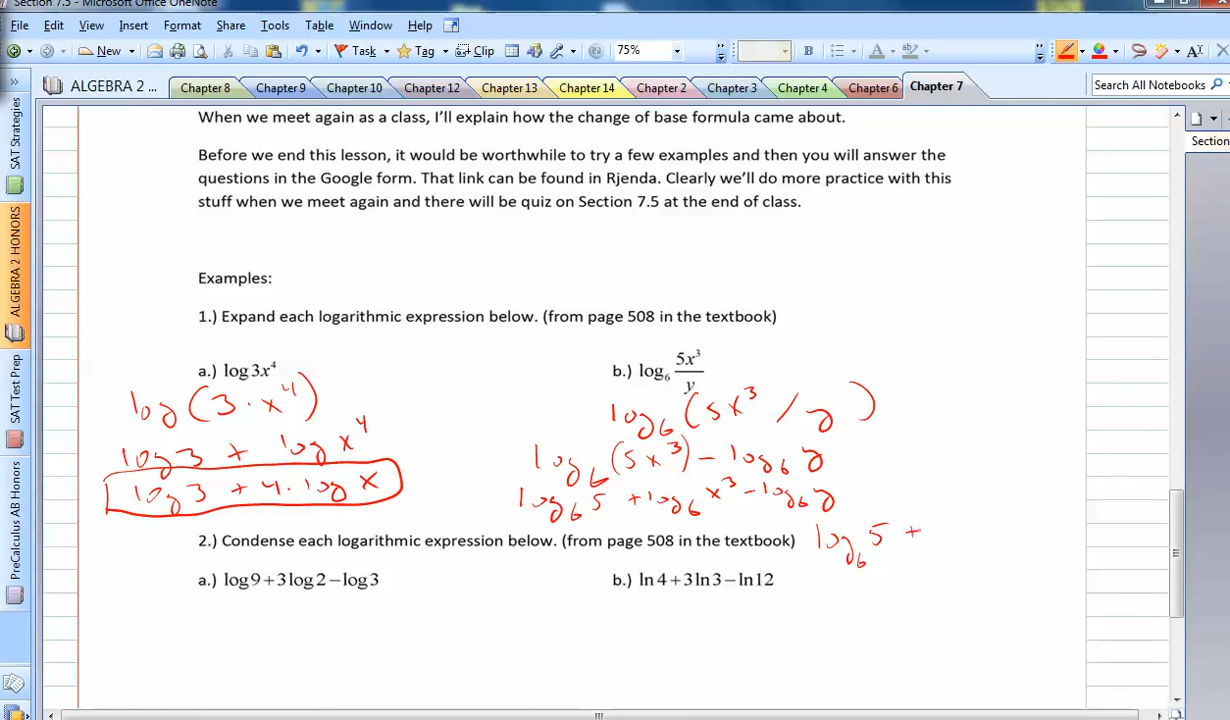 Section 7.5 - Microsoft Office OneNote
File Edit View Insert Format Share Tools Table Window Help
New Task Tag Clip 75% B A ab A
ALGEBRA 2 ... Chapter 8 Chapter 9 Chapter 10 Chapter 12 Chapter 13 Chapter 14 Chapter 2 Chapter 3 Chapter 4 Chapter 6 Chapter 7 Search All Notebooks
»
SAT Strategies
ALGEBRA 2 HONORS
SAT Test Prep
PreCalculus AB Honors
Section
When we meet again as a class, I'll explain how the change of base formula came about.
Before we end this lesson, it would be worthwhile to try a few examples and then you will answer the
questions in the Google form. That link can be found in Rjenda. Clearly we'll do more practice with this
stuff when we meet again and there will be quiz on Section 7.5 at the end of class.
Examples:
1.) Expand each logarithmic expression below. (from page 508 in the textbook)
a.) log 3x⁴
log (3 · x⁴)
log 3 + log x⁴
log 3 + 4 · log x
b.) log₆ 5x³/y
log₆ (5x³ / y)
log₆ (5x³) − log₆ y
log₆ 5 + log₆ x³ − log₆ y
log₆ 5 +
2.) Condense each logarithmic expression below. (from page 508 in the textbook)
a.) log 9 + 3 log 2 − log 3
b.) ln 4 + 3 ln 3 − ln 12